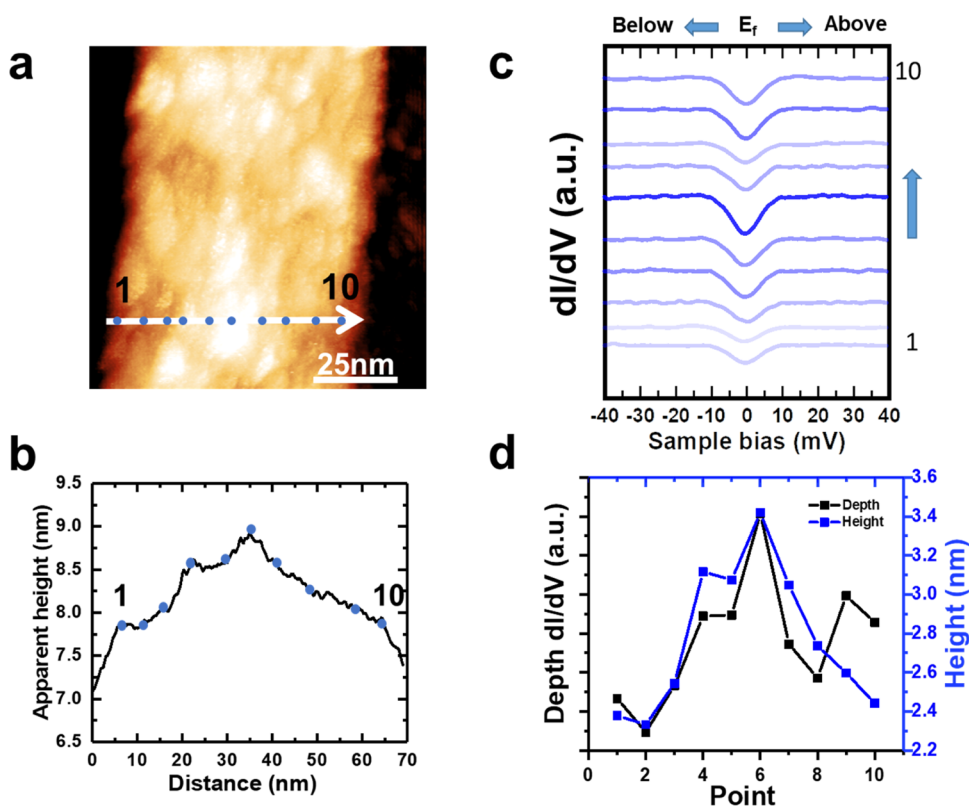 a
1
10
25nm
b
Apparent height (nm)
9.5
9.0
8.5
8.0
7.5
7.0
6.5
1
10
0 10 20 30 40 50 60 70
Distance (nm)
Below Ef Above
c
dI/dV (a.u.)
10
1
-40 -30 -20 -10 0 10 20 30 40
Sample bias (mV)
d
Depth dI/dV (a.u.)
Depth
Height
3.6
3.4
3.2
3.0
2.8
2.6
2.4
2.2
Height (nm)
0 2 4 6 8 10
Point